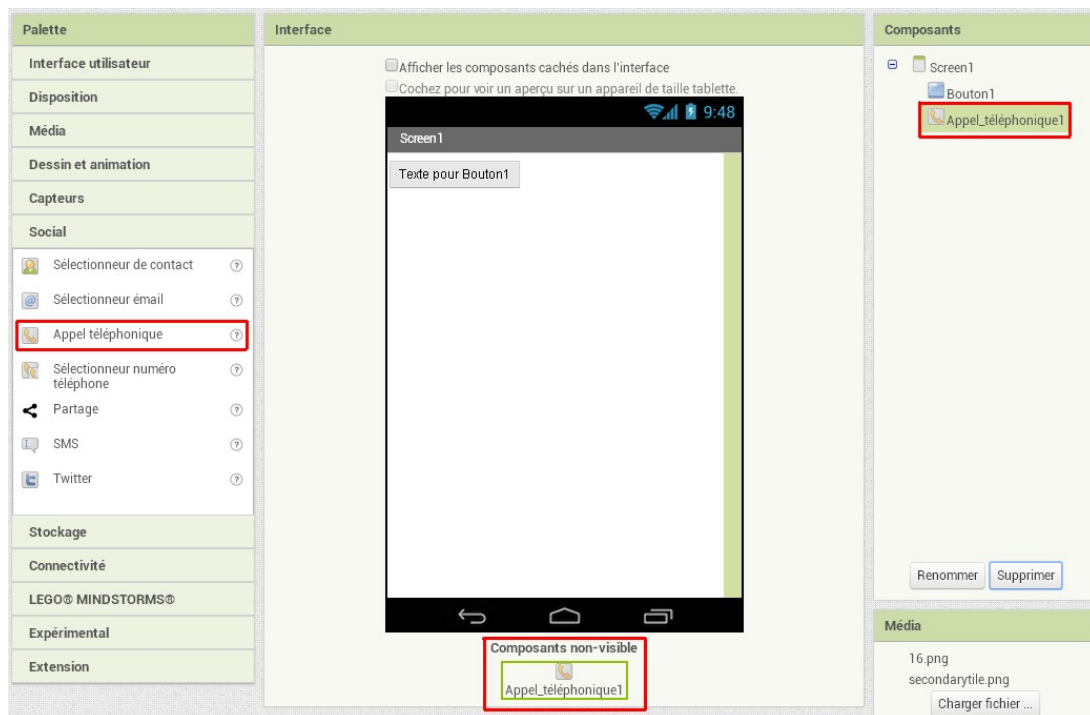 Palette
Interface utilisateur
Disposition
Média
Dessin et animation
Capteurs
Social
Sélectionneur de contact
Sélectionneur émail
Appel téléphonique
Sélectionneur numéro
téléphone
Partage
SMS
Twitter
Stockage
Connectivité
LEGO® MINDSTORMS®
Expérimental
Extension
Interface
Afficher les composants cachés dans l'interface
Cochez pour voir un aperçu sur un appareil de taille tablette.
9:48
Screen1
Texte pour Bouton1
Composants non-visible
Appel_téléphonique1
Composants
Screen1
Bouton1
Appel_téléphonique1
Renommer Supprimer
Média
16.png
secondarytile.png
Charger fichier ...